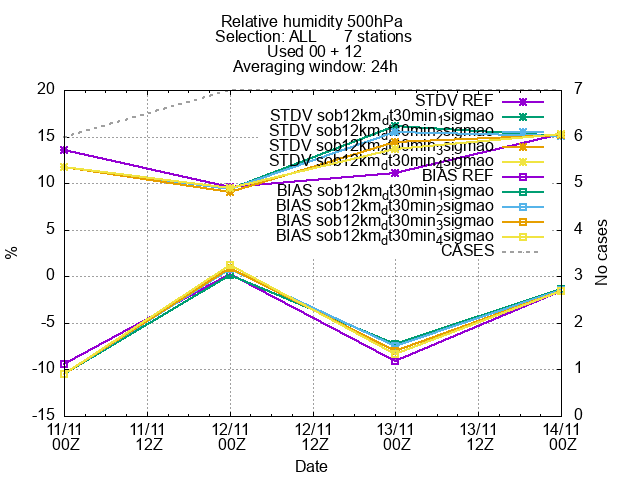 Relative humidity 500hPa
Selection: ALL 7 stations
Used 00 + 12
Averaging window: 24h
20
15
10
5
0
-5
-10
-15
%
7
6
5
4
3
2
1
0
No cases
STDV REF
STDV sob12km_dt30min_1sigmao
STDV sob12km_dt30min_2sigmao
STDV sob12km_dt30min_3sigmao
STDV sob12km_dt30min_4sigmao
BIAS REF
BIAS sob12km_dt30min_1sigmao
BIAS sob12km_dt30min_2sigmao
BIAS sob12km_dt30min_3sigmao
BIAS sob12km_dt30min_4sigmao
CASES
11/11 11/11 12/11 12/11 13/11 13/11 14/11
00Z 12Z 00Z 12Z 00Z 12Z 00Z
Date